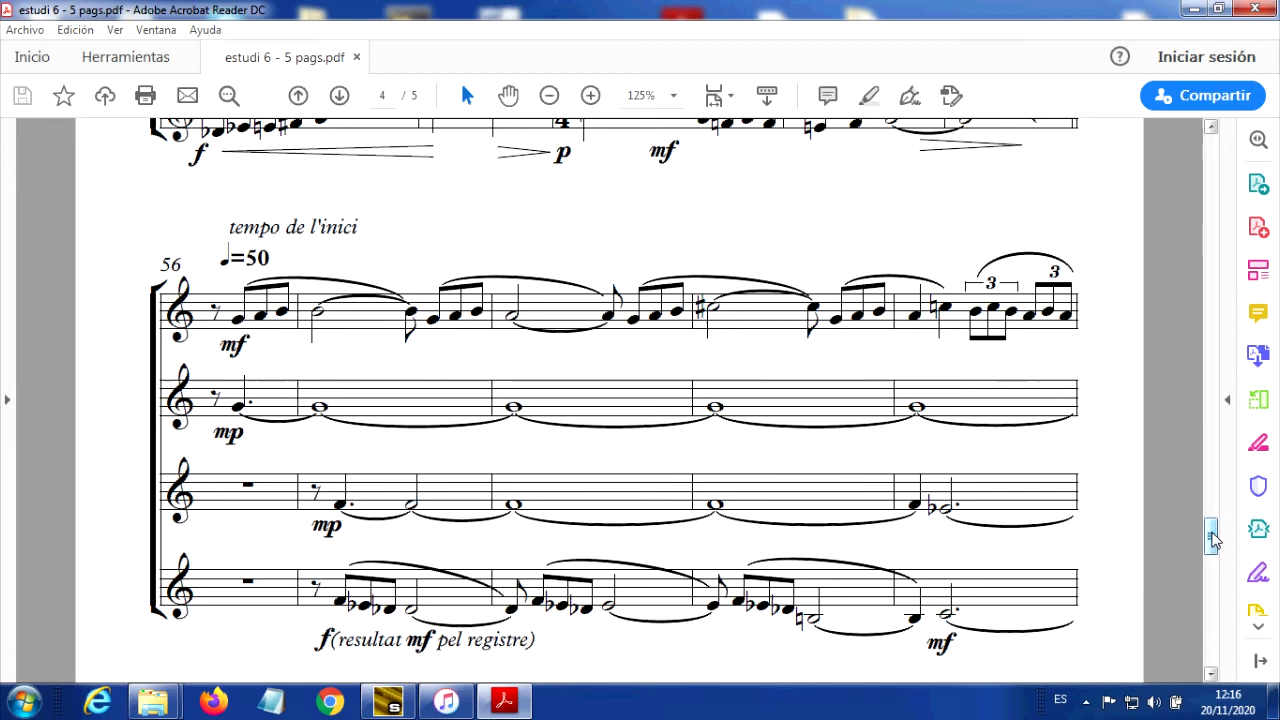 estudi 6 - 5 pags.pdf - Adobe Acrobat Reader DC
Archivo Edición Ver Ventana Ayuda
Inicio Herramientas estudi 6 - 5 pags.pdf × Iniciar sesión
4 / 5 125% Compartir
4
f p mf
tempo de l'inici
♩=50
56
3 3
mf
mp
mp
f(resultat mf pel registre)
mf
ES 12:16
20/11/2020